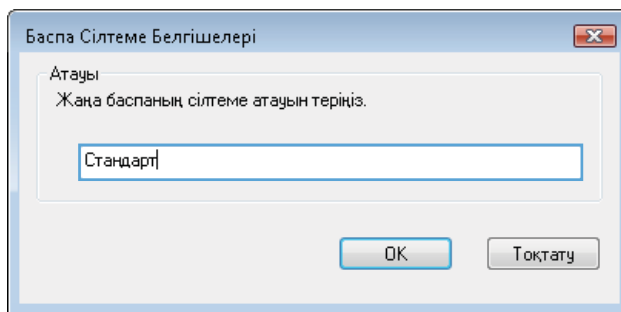 Баспа Сілтеме Белгішелері
Атауы
Жаңа баспаның сілтеме атауын теріңіз.
Стандарт
OK
Тоқтату